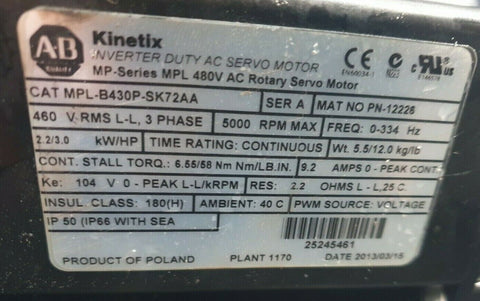 A-B
Kinetix
INVERTER DUTY AC SERVO MOTOR
MP-Series MPL 480V AC Rotary Servo Motor
CE
EN60034-1
CAT MPL-B430P-SK72AA SER A MAT NO PN-12226
460 V-RMS L-L, 3 PHASE 5000 RPM MAX FREQ: 0-334 Hz
2.2/3.0 kW/HP TIME RATING: CONTINUOUS Wt. 5.5/12.0 kg/lb
CONT. STALL TORQ.: 6.55/58 Nm Nm/LB.IN. 9.2 AMPS 0 - PEAK
Ke: 104 V 0 - PEAK L-L/kRPM RES: 2.2 OHMS L - L,25 C.
INSUL. CLASS: 180(H) AMBIENT: 40 C PWM SOURCE: VOLTAGE
IP 50 (IP66 WITH SEA
25245461
PRODUCT OF POLAND PLANT 1170 DATE 2013/03/15